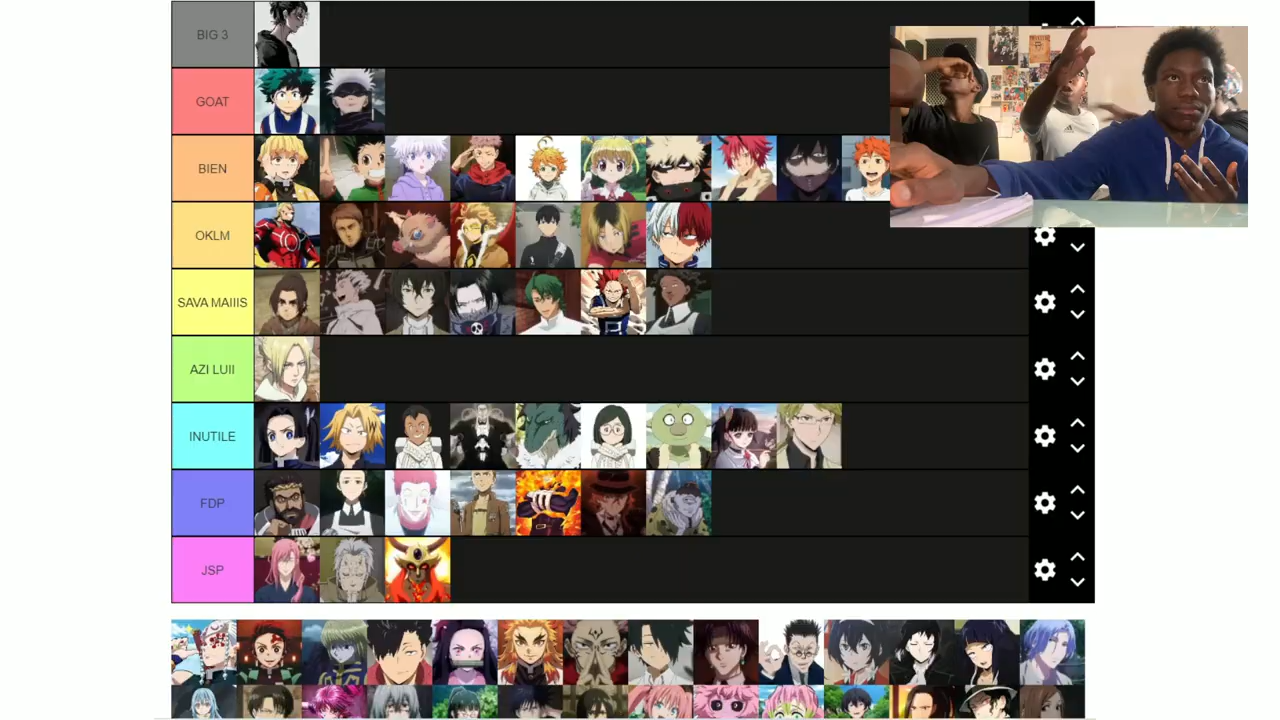 BIG 3
GOAT
BIEN
OKLM
SAVA MAIIIS
AZI LUII
INUTILE
FDP
JSP